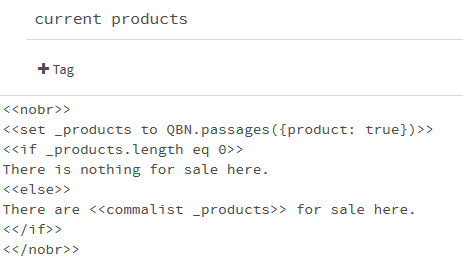 current products
+ Tag
<<nobr>>
<<set _products to QBN.passages({product: true})>>
<<if _products.length eq 0>>
There is nothing for sale here.
<<else>>
There are <<commalist _products>> for sale here.
<</if>>
<</nobr>>